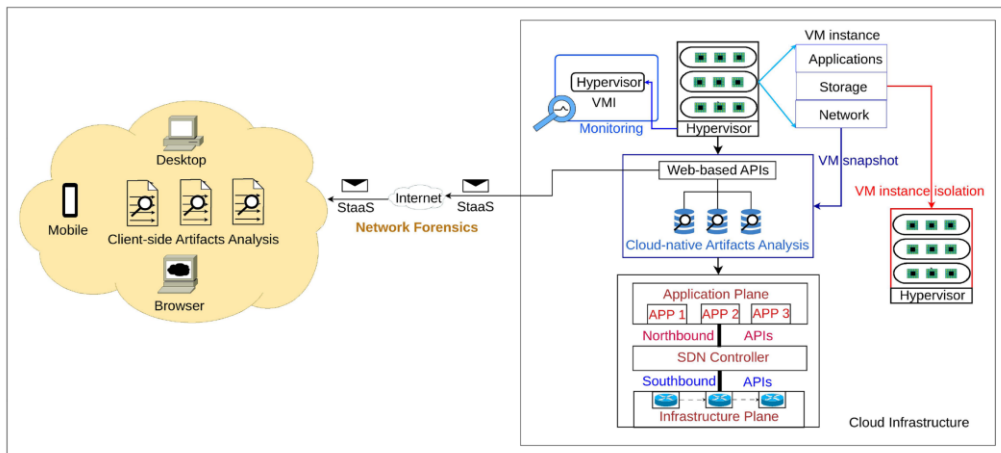 Desktop
Mobile
Client-side Artifacts Analysis
Browser
StaaS
Internet
StaaS
Network Forensics
Hypervisor
VMI
Monitoring
Hypervisor
VM instance
Applications
Storage
Network
VM snapshot
VM instance isolation
Hypervisor
Web-based APIs
Cloud-native Artifacts Analysis
Application Plane
APP 1
APP 2
APP 3
Northbound APIs
SDN Controller
Southbound APIs
Infrastructure Plane
Cloud Infrastructure